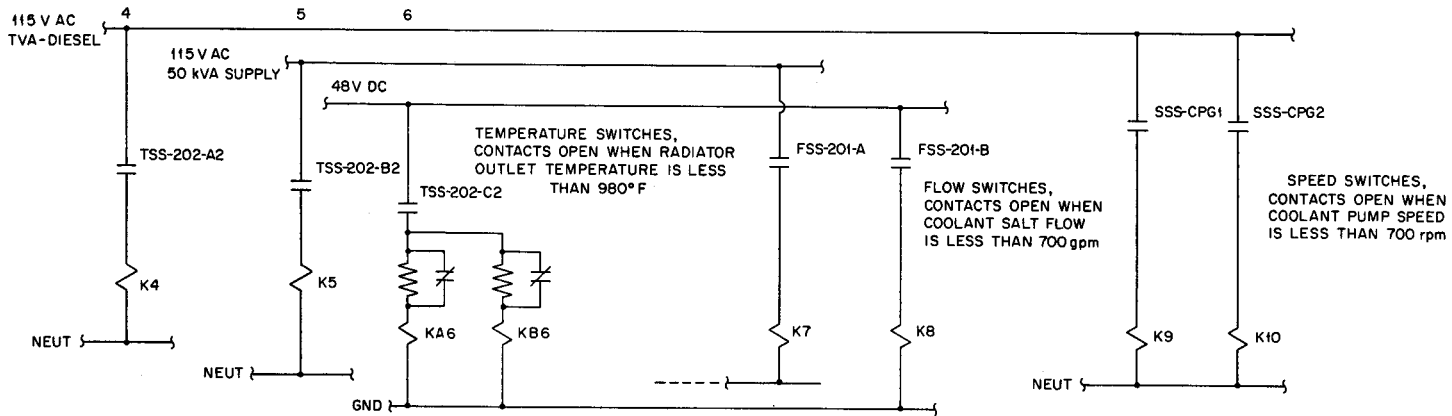 115 V AC
TVA-DIESEL
4
5
6
115 V AC
50 kVA SUPPLY
48V DC
TSS-202-A2
TSS-202-B2
TSS-202-C2
TEMPERATURE SWITCHES,
CONTACTS OPEN WHEN RADIATOR
OUTLET TEMPERATURE IS LESS
THAN 980°F
FSS-201-A
FSS-201-B
FLOW SWITCHES,
CONTACTS OPEN WHEN
COOLANT SALT FLOW
IS LESS THAN 700 gpm
SSS-CPG1
SSS-CPG2
SPEED SWITCHES,
CONTACTS OPEN WHEN
COOLANT PUMP SPEED
IS LESS THAN 700 rpm
K4
K5
KA6
KB6
K7
K8
K9
K10
NEUT
NEUT
GND
NEUT